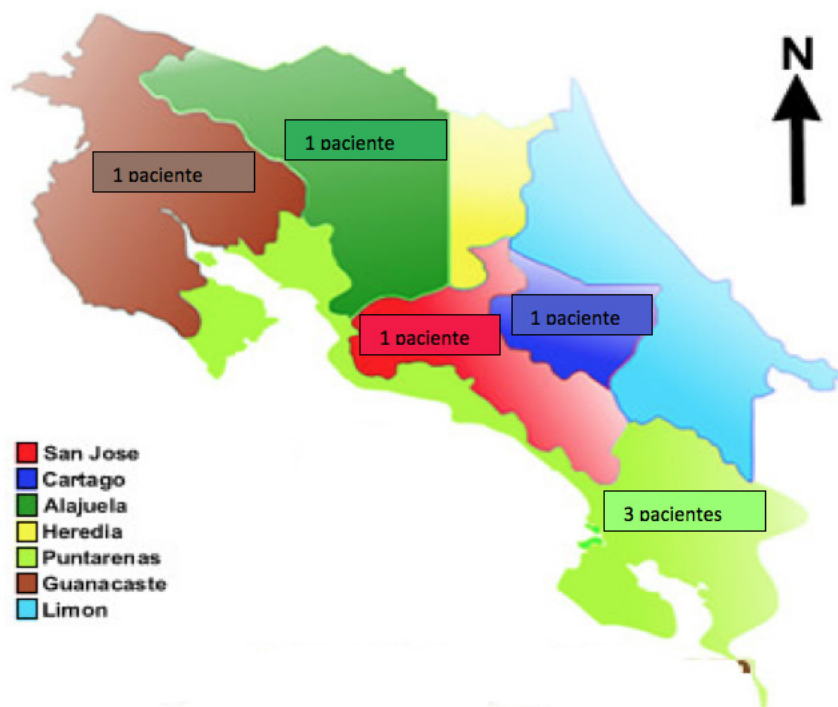 N
1 paciente
1 paciente
1 paciente
1 paciente
3 pacientes
San Jose
Cartago
Alajuela
Heredia
Puntarenas
Guanacaste
Limon